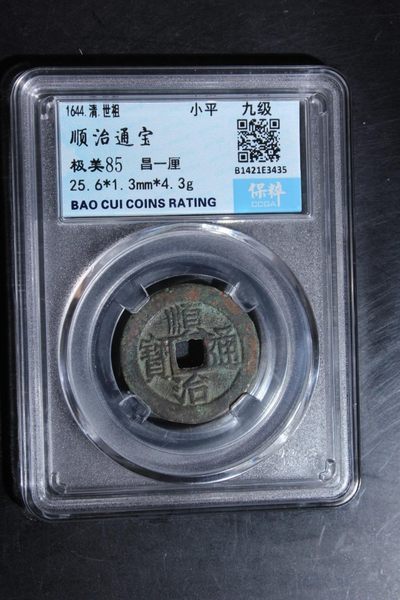 1644.清.世祖 小平 九级
顺治通宝
极美85 昌一厘
B1421E3435
25.6*1.3mm*4.3g
保粹
CCGA
BAO CUI COINS RATING
順
寶 通
治